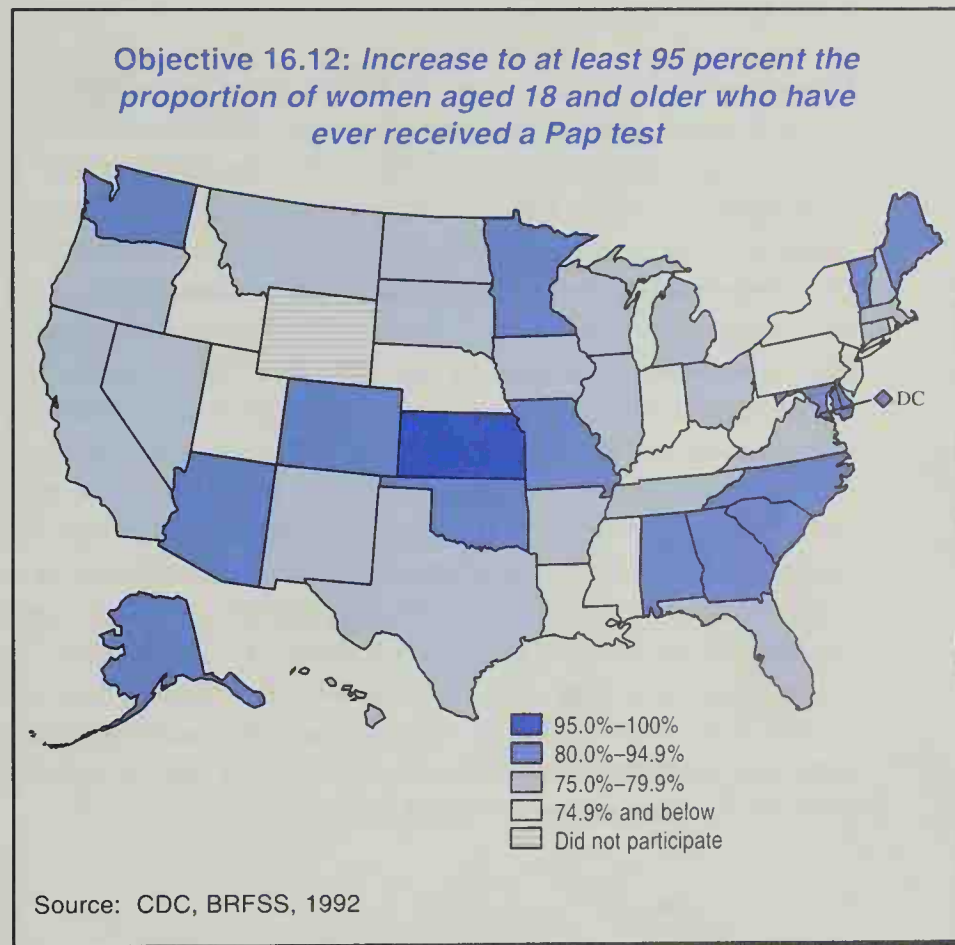 Objective 16.12: Increase to at least 95 percent the
proportion of women aged 18 and older who have
ever received a Pap test
DC
95.0%–100%
80.0%–94.9%
75.0%–79.9%
74.9% and below
Did not participate
Source: CDC, BRFSS, 1992